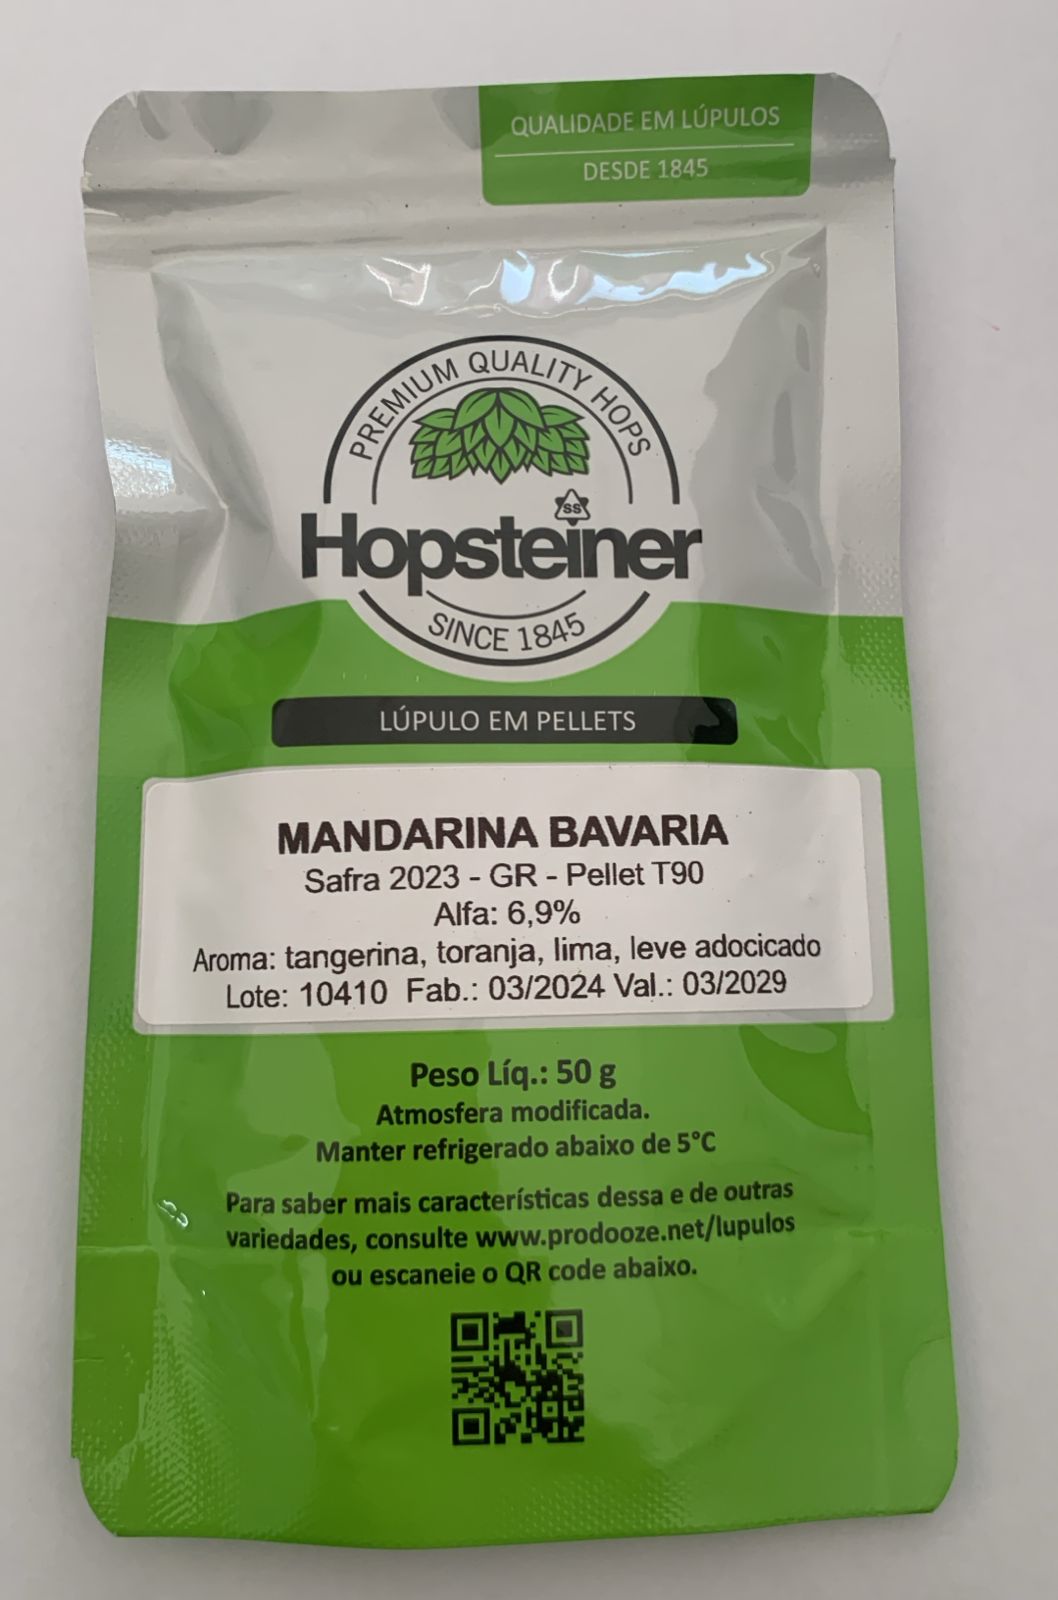 QUALIDADE EM LÚPULOS
DESDE 1845
PREMIUM QUALITY HOPS
SS
Hopsteiner
SINCE 1845
LÚPULO EM PELLETS
MANDARINA BAVARIA
Safra 2023 - GR - Pellet T90
Alfa: 6,9%
Aroma: tangerina, toranja, lima, leve adocicado
Lote: 10410 Fab.: 03/2024 Val.: 03/2029
Peso Líq.: 50 g
Atmosfera modificada.
Manter refrigerado abaixo de 5°C
Para saber mais características dessa e de outras
variedades, consulte www.prodooze.net/lupulos
ou escaneie o QR code abaixo.